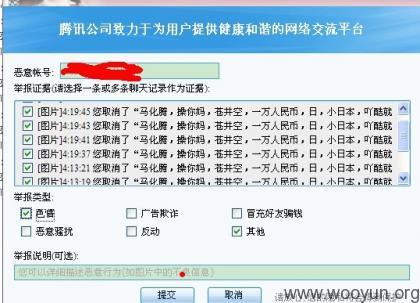 腾讯公司致力于为用户提供健康和谐的网络交流平台
恶意帐号:
举报证据(请选择一条或多条聊天记录作为证据):
[图片]4:19:45 您取消了“马化腾，操你妈，苍井空，一万人民币，日，小日本，吖酷就
[图片]4:19:43 您取消了“马化腾，操你妈，苍井空，一万人民币，日，小日本，吖酷就
[图片]4:19:41 您取消了“马化腾，操你妈，苍井空，一万人民币，日，小日本，吖酷就
[图片]4:19:37 您取消了“马化腾，操你妈，苍井空，一万人民币，日，小日本，吖酷就
[图片]4:13:21 您取消了“马化腾，操你妈，苍井空，一万人民币，日，小日本，吖酷就
[图片]4:13:19 您取消了“马化腾，操你妈，苍井空，一万人民币，日，小日本，吖酷就
举报类型:
色情 广告欺诈 冒充好友骗钱
恶意骚扰 反动 其他
举报说明(可选):
您可以详细描述恶意行为(如图片中的不良信息)
提交 取消
www.wooyun.org